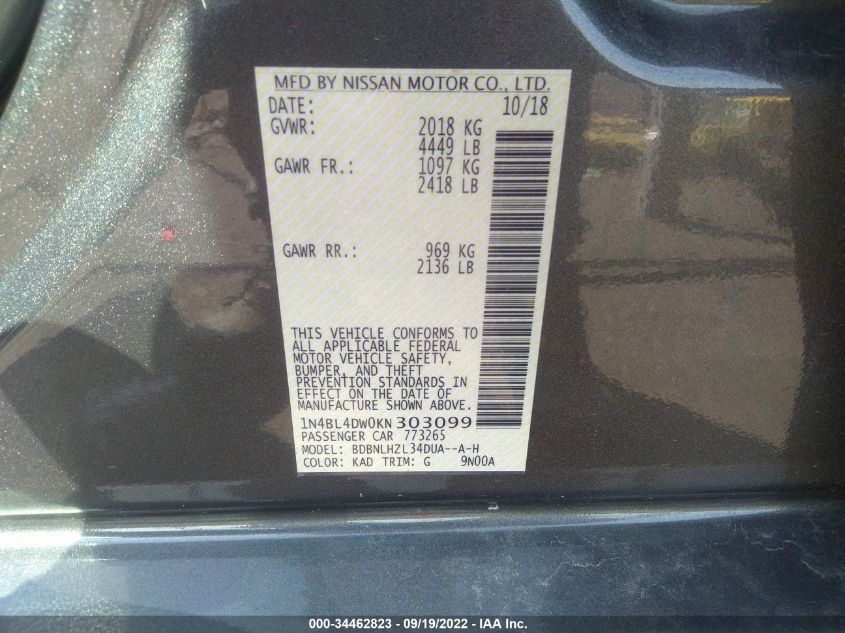 MFD BY NISSAN MOTOR CO., LTD.
DATE: 10/18
GVWR: 2018 KG
4449 LB
GAWR FR.: 1097 KG
2418 LB
GAWR RR.: 969 KG
2136 LB
THIS VEHICLE CONFORMS TO
ALL APPLICABLE FEDERAL
MOTOR VEHICLE SAFETY,
BUMPER, AND THEFT
PREVENTION STANDARDS IN
EFFECT ON THE DATE OF
MANUFACTURE SHOWN ABOVE.
1N4BL4DW0KN303099
PASSENGER CAR 773265
MODEL: BDBNLHZL34DUA--A-H
COLOR: KAD TRIM: G 9N00A
000-34462823 - 09/19/2022 - IAA Inc.